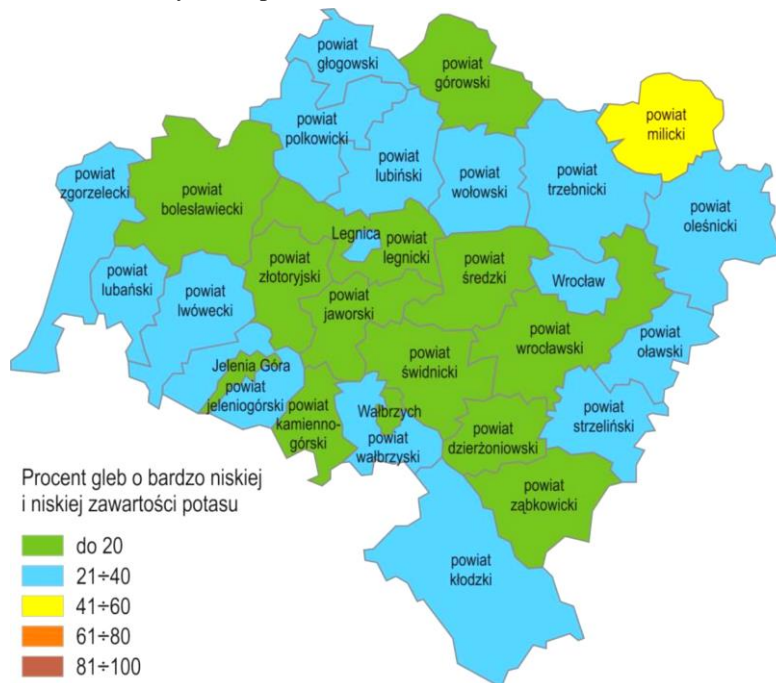 powiat
głogowski
powiat
górowski
powiat
milicki
powiat
polkowicki
powiat
lubiński
powiat
wołowski
powiat
trzebnicki
powiat
zgorzelecki
powiat
bolesławiecki
powiat
oleśnicki
Legnica
powiat
legnicki
powiat
złotoryjski
powiat
średzki
Wrocław
powiat
lubański
powiat
lwówecki
powiat
jaworski
powiat
wrocławski
powiat
oławski
Jelenia Góra
powiat
jeleniogórski
powiat
świdnicki
powiat
kamienno-
górski
Wałbrzych
powiat
wałbrzyski
powiat
dzierżoniowski
powiat
strzeliński
powiat
ząbkowicki
powiat
kłodzki
Procent gleb o bardzo niskiej
i niskiej zawartości potasu
do 20
21÷40
41÷60
61÷80
81÷100